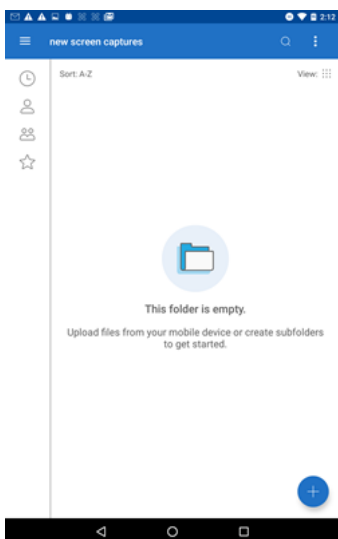 2:12
new screen captures
Sort: A-Z
View:
This folder is empty.
Upload files from your mobile device or create subfolders
to get started.